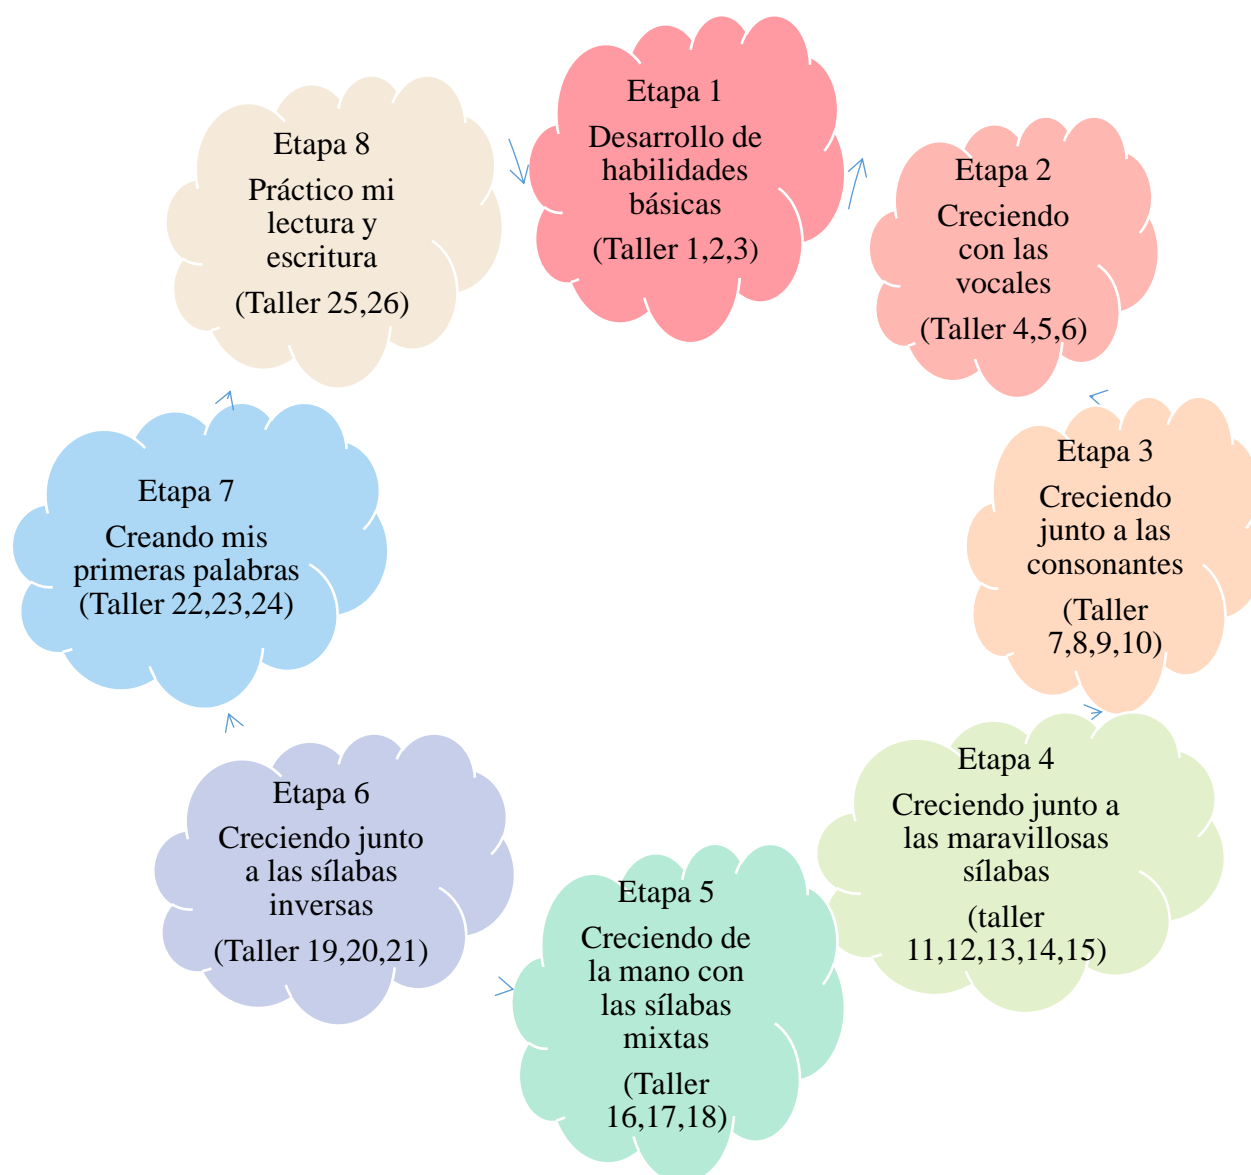 Etapa 1
Desarrollo de
habilidades
básicas
(Taller 1,2,3)
Etapa 2
Creciendo
con las
vocales
(Taller 4,5,6)
Etapa 3
Creciendo
junto a las
consonantes
(Taller
7,8,9,10)
Etapa 4
Creciendo junto a
las maravillosas
sílabas
(taller
11,12,13,14,15)
Etapa 5
Creciendo de
la mano con
las sílabas
mixtas
(Taller
16,17,18)
Etapa 6
Creciendo junto
a las sílabas
inversas
(Taller 19,20,21)
Etapa 7
Creando mis
primeras palabras
(Taller 22,23,24)
Etapa 8
Práctico mi
lectura y
escritura
(Taller 25,26)